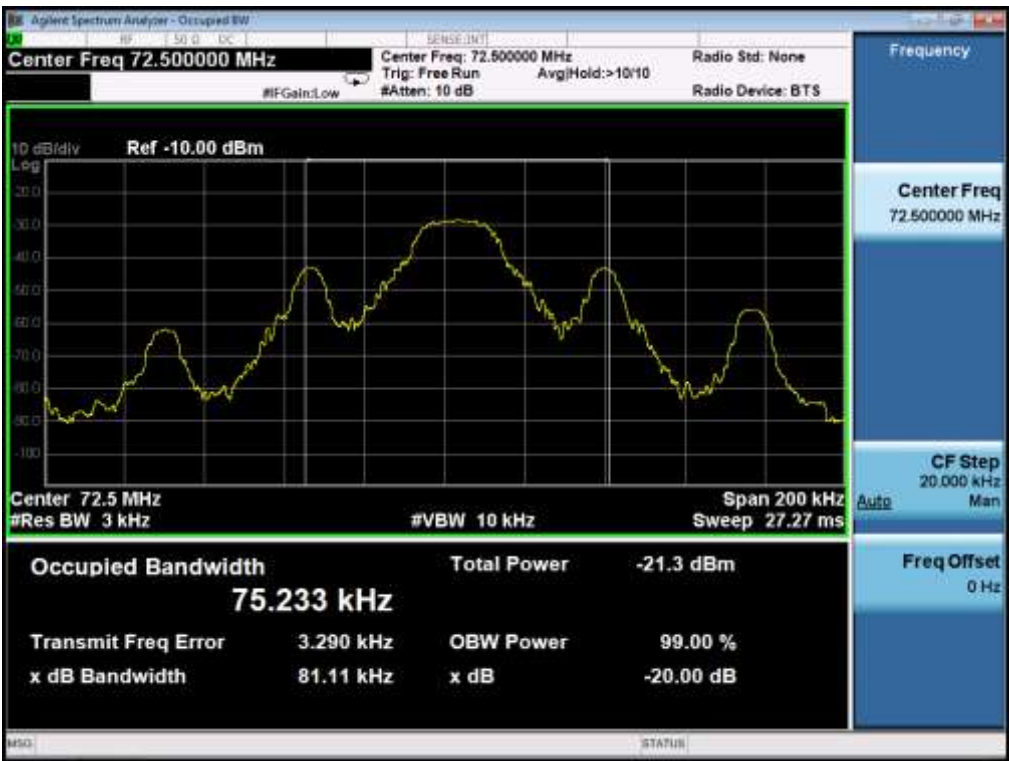 Agilent Spectrum Analyzer - Occupied BW
RF 50 Ω DC SENSE:INT
Center Freq 72.500000 MHz
Center Freq: 72.500000 MHz
Radio Std: None
Trig: Free Run Avg|Hold:>10/10
#IFGain:Low
#Atten: 10 dB
Radio Device: BTS
10 dB/div Ref -10.00 dBm
Log
-20.0
-30.0
-40.0
-50.0
-60.0
-70.0
-80.0
-90.0
-100
Center 72.5 MHz Span 200 kHz
#Res BW 3 kHz #VBW 10 kHz Sweep 27.27 ms
Occupied Bandwidth Total Power -21.3 dBm
75.233 kHz
Transmit Freq Error 3.290 kHz OBW Power 99.00 %
x dB Bandwidth 81.11 kHz x dB -20.00 dB
MSG STATUS
Frequency
Center Freq
72.500000 MHz
CF Step
20.000 kHz
Auto Man
Freq Offset
0 Hz